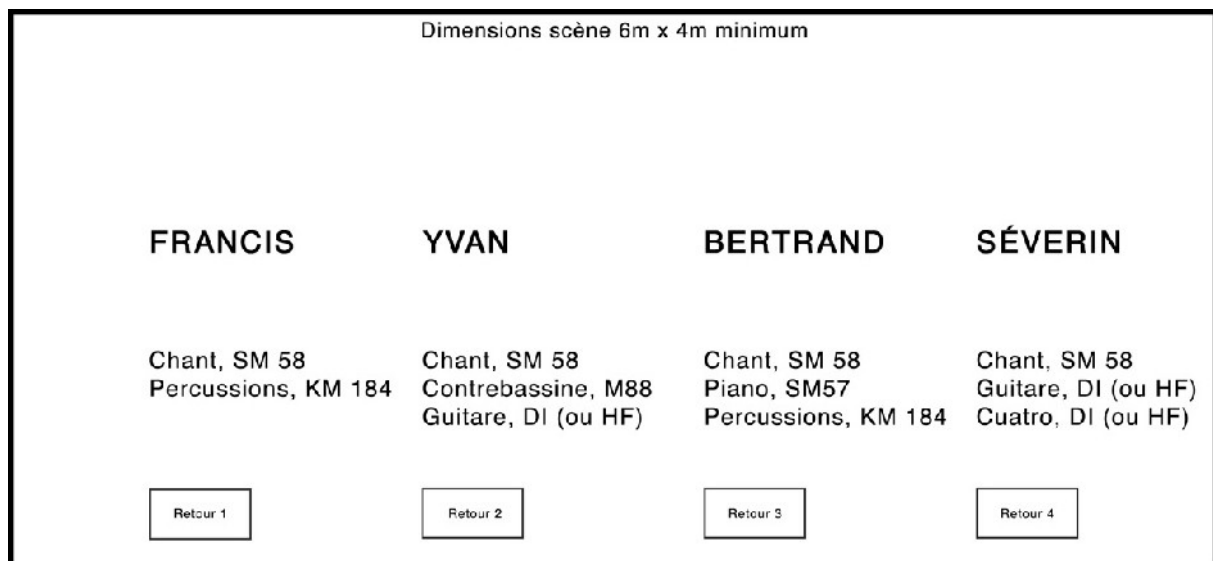 Dimensions scène 6m x 4m minimum
FRANCIS YVAN BERTRAND SÉVERIN
Chant, SM 58 Chant, SM 58 Chant, SM 58 Chant, SM 58
Percussions, KM 184 Contrebassine, M88 Piano, SM57 Guitare, DI (ou HF)
Guitare, DI (ou HF) Percussions, KM 184 Cuatro, DI (ou HF)
Retour 1 Retour 2 Retour 3 Retour 4